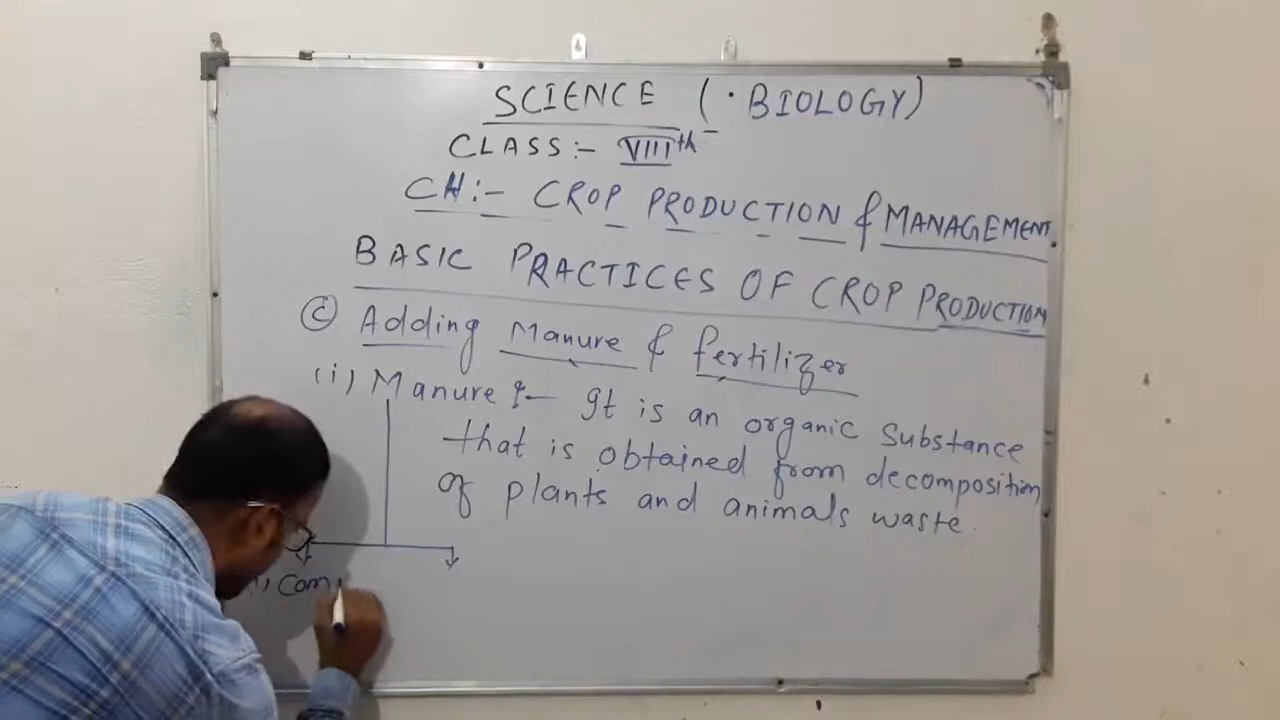 SCIENCE (·BIOLOGY)
CLASS:- VIIIth
CH:- CROP PRODUCTION & MANAGEMENT
BASIC PRACTICES OF CROP PRODUCTION
(C) Adding Manure & fertilizer
(i) Manure :- It is an organic Substance
that is obtained from decomposition
of plants and animals waste.